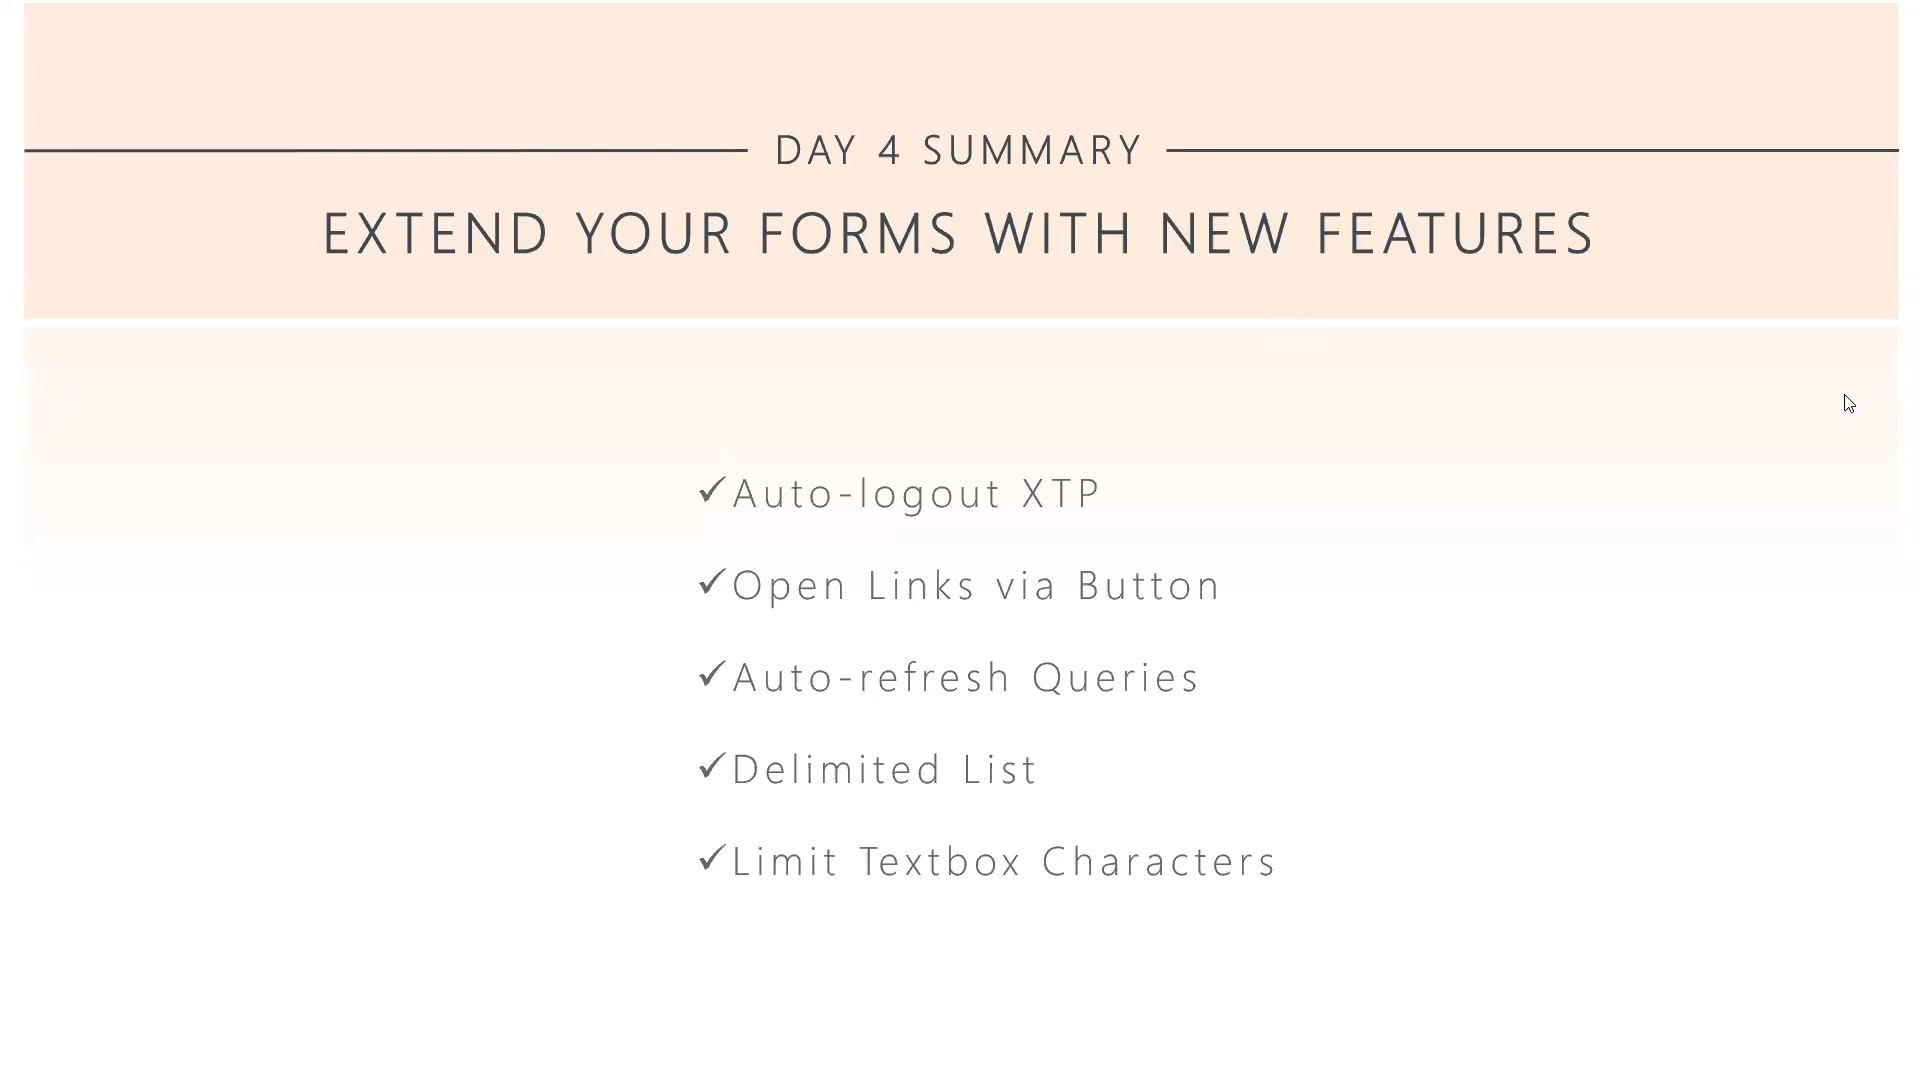 DAY 4 SUMMARY
EXTEND YOUR FORMS WITH NEW FEATURES
✓Auto-logout XTP
✓Open Links via Button
✓Auto-refresh Queries
✓Delimited List
✓Limit Textbox Characters